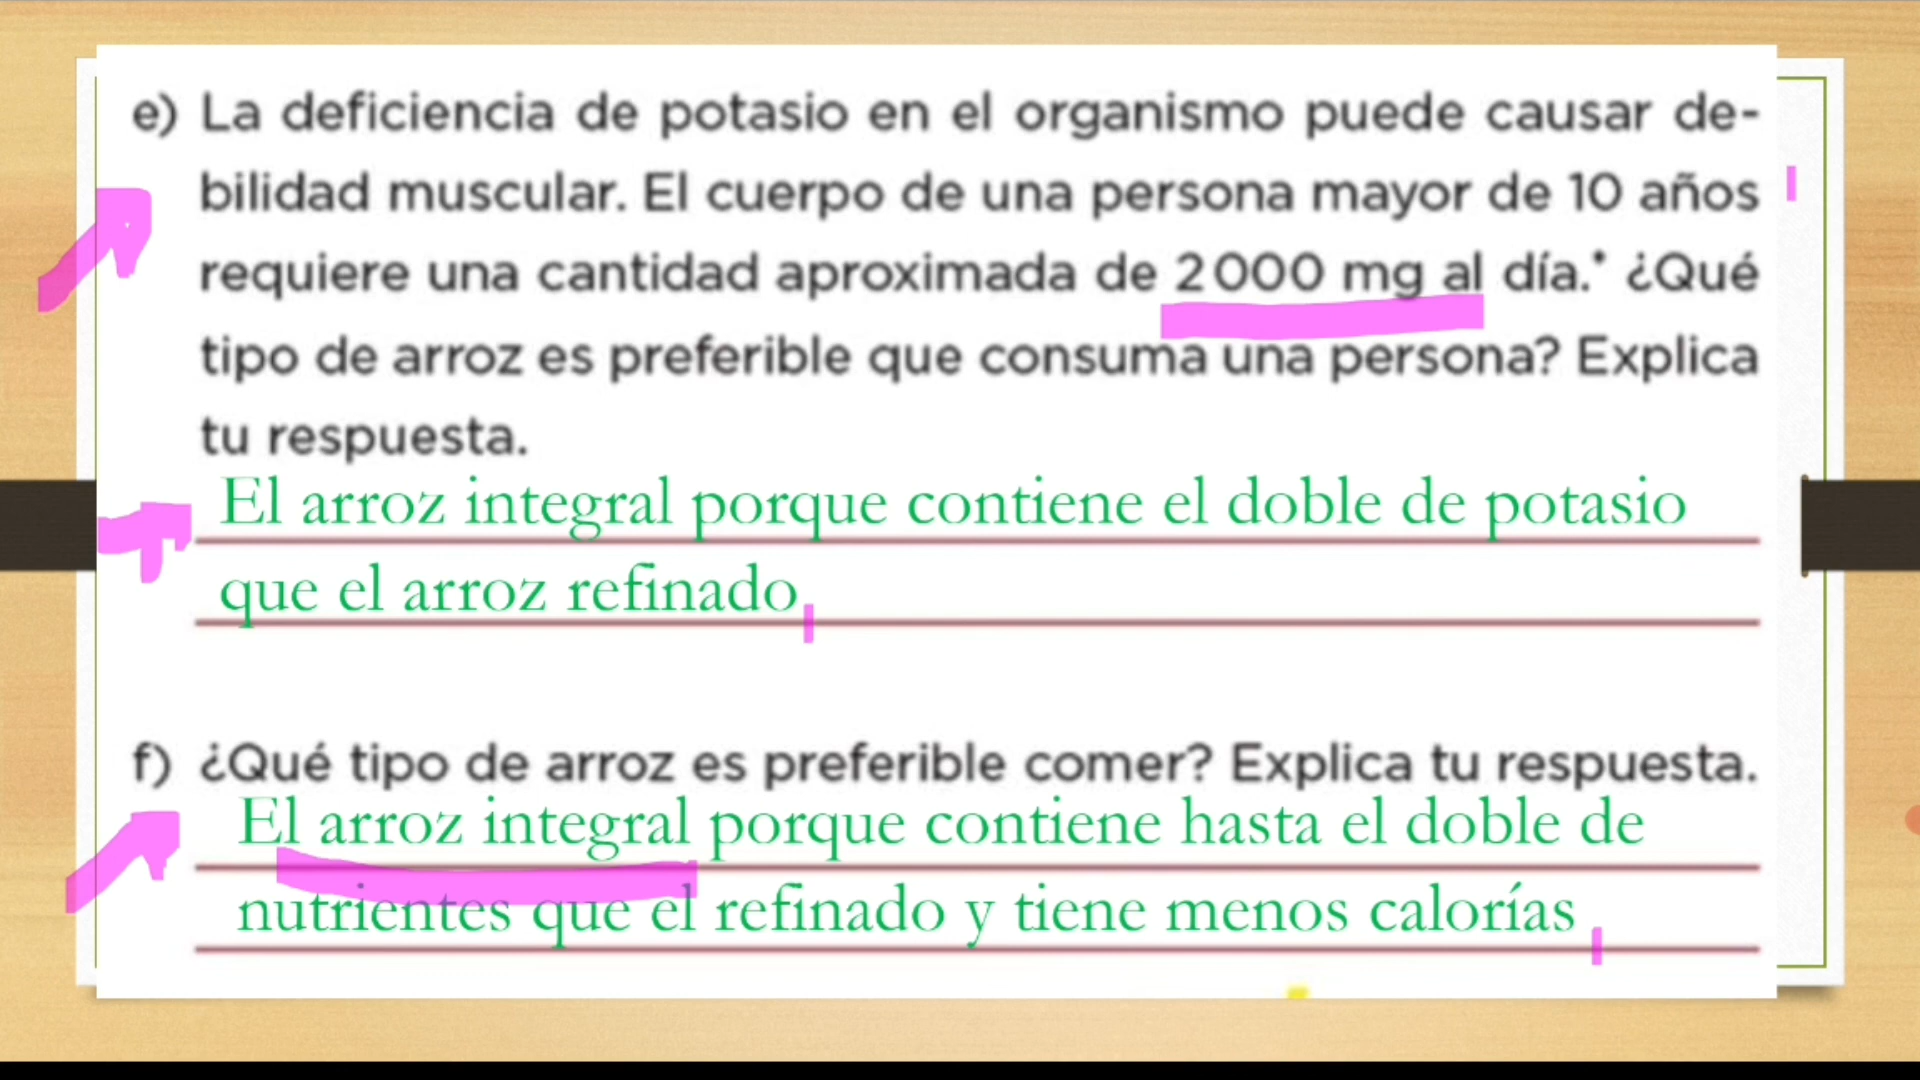 e) La deficiencia de potasio en el organismo puede causar de-
bilidad muscular. El cuerpo de una persona mayor de 10 años
requiere una cantidad aproximada de 2 000 mg al día.* ¿Qué
tipo de arroz es preferible que consuma una persona? Explica
tu respuesta.
El arroz integral porque contiene el doble de potasio
que el arroz refinado
f) ¿Qué tipo de arroz es preferible comer? Explica tu respuesta.
El arroz integral porque contiene hasta el doble de
nutrientes que el refinado y tiene menos calorías